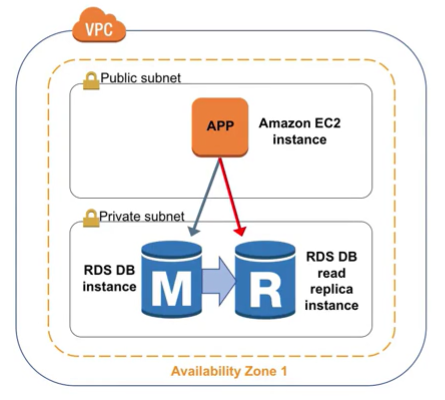 VPC
Public subnet
APP
Amazon EC2
instance
Private subnet
RDS DB
instance
M
R
RDS DB
read
replica
instance
Availability Zone 1